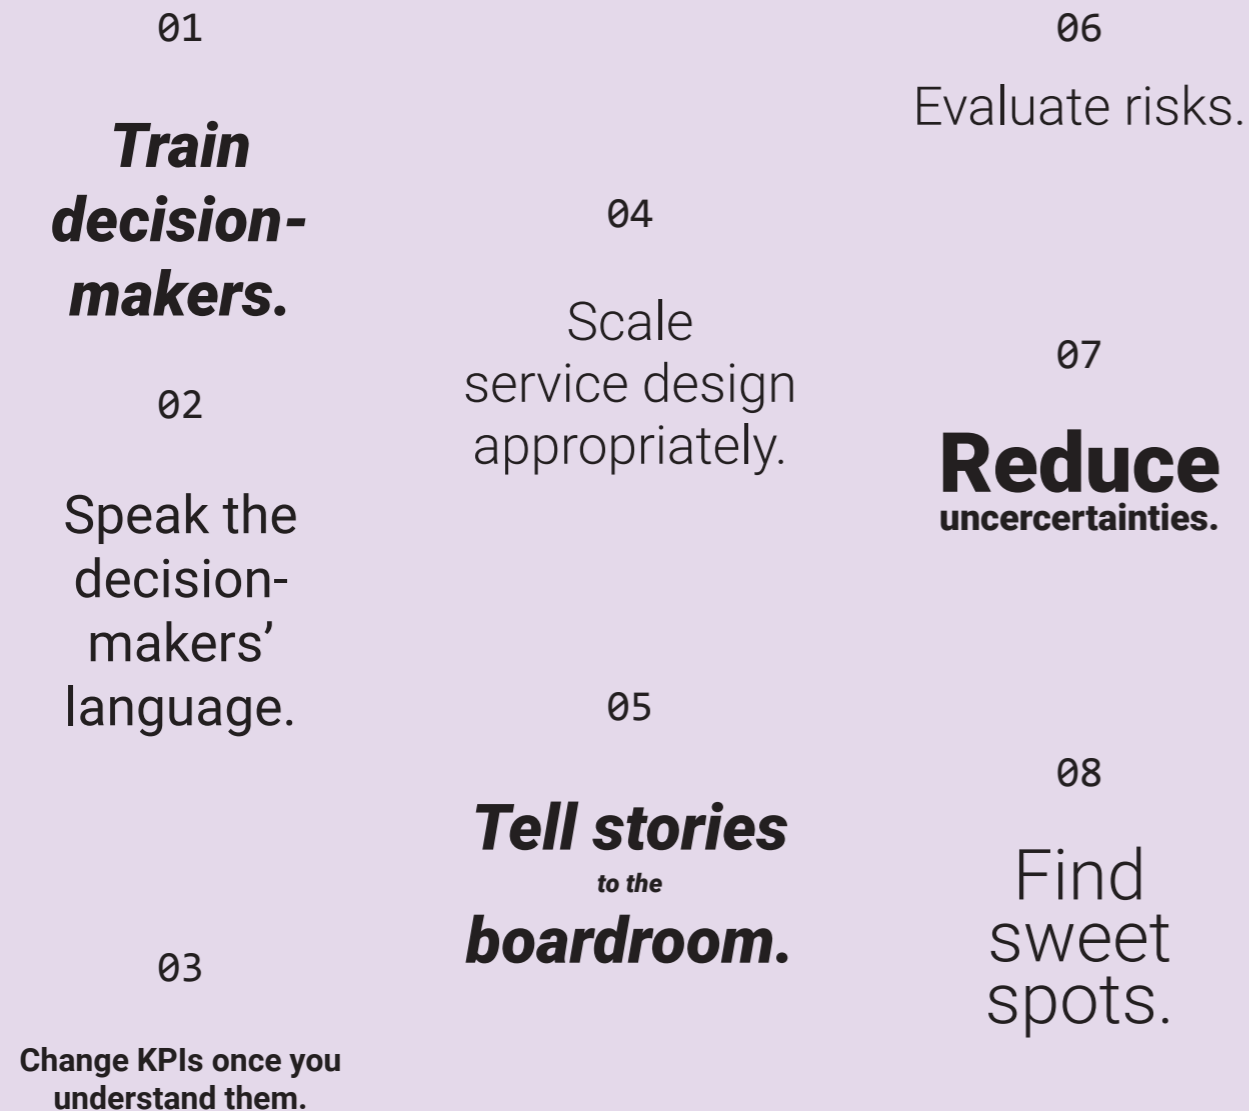 01
Train
decision-
makers.
02
Speak the
decision-
makers’
language.
03
Change KPIs once you
understand them.
04
Scale
service design
appropriately.
05
Tell stories
to the
boardroom.
06
Evaluate risks.
07
Reduce
uncercertainties.
08
Find
sweet
spots.